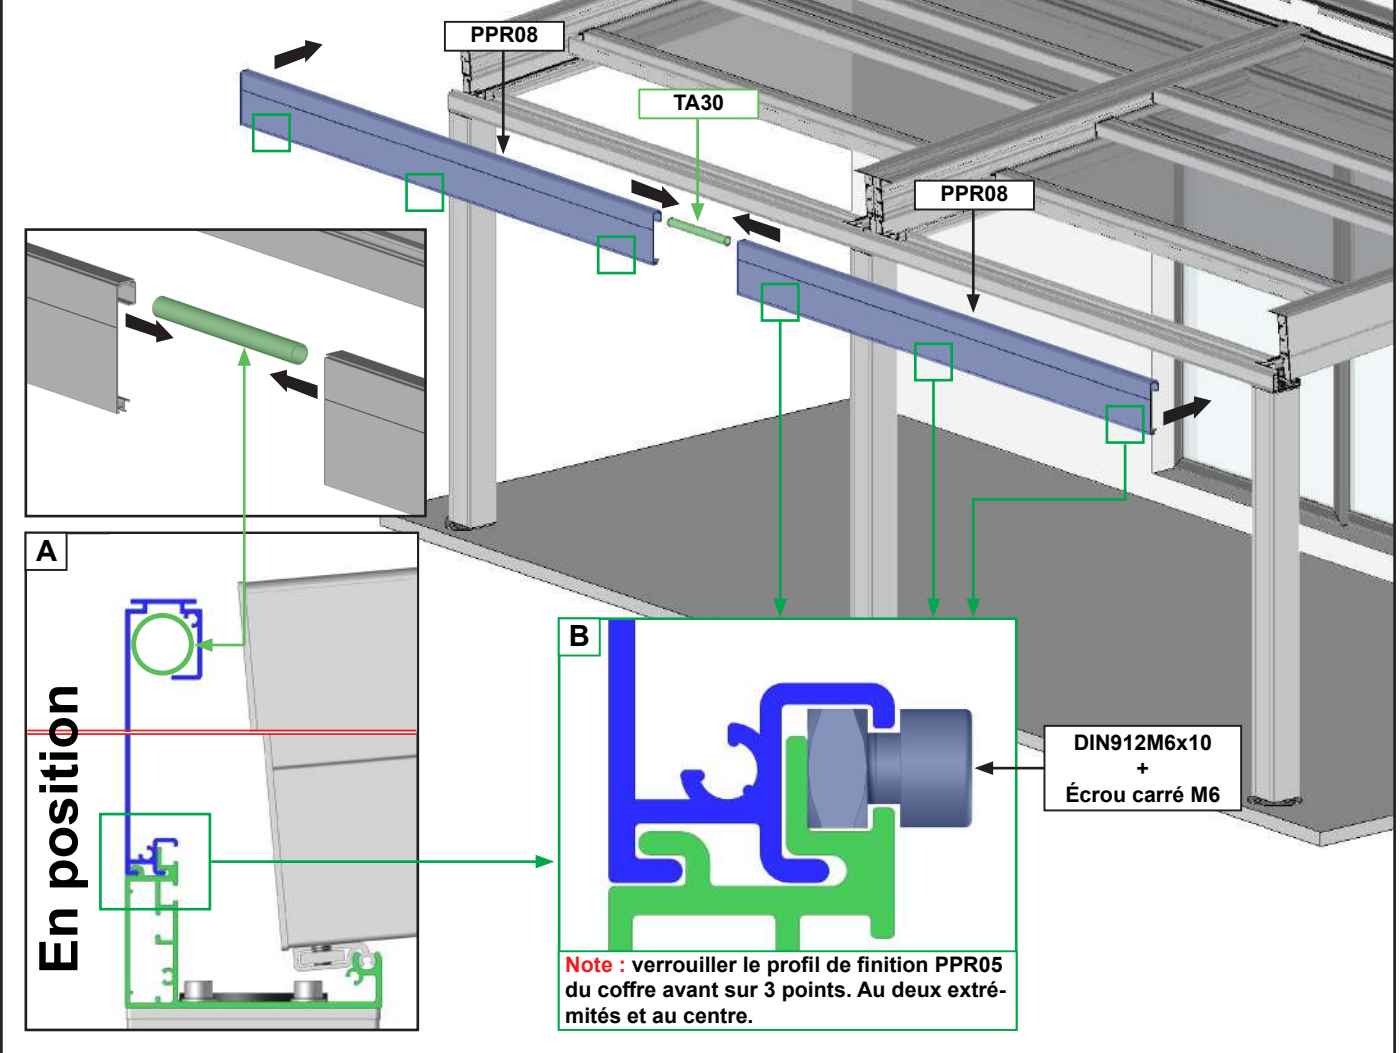 PPR08
TA30
PPR08
A
En position
B
DIN912M6x10
+
Écrou carré M6
Note : verrouiller le profil de finition PPR05
du coffre avant sur 3 points. Au deux extré-
mités et au centre.